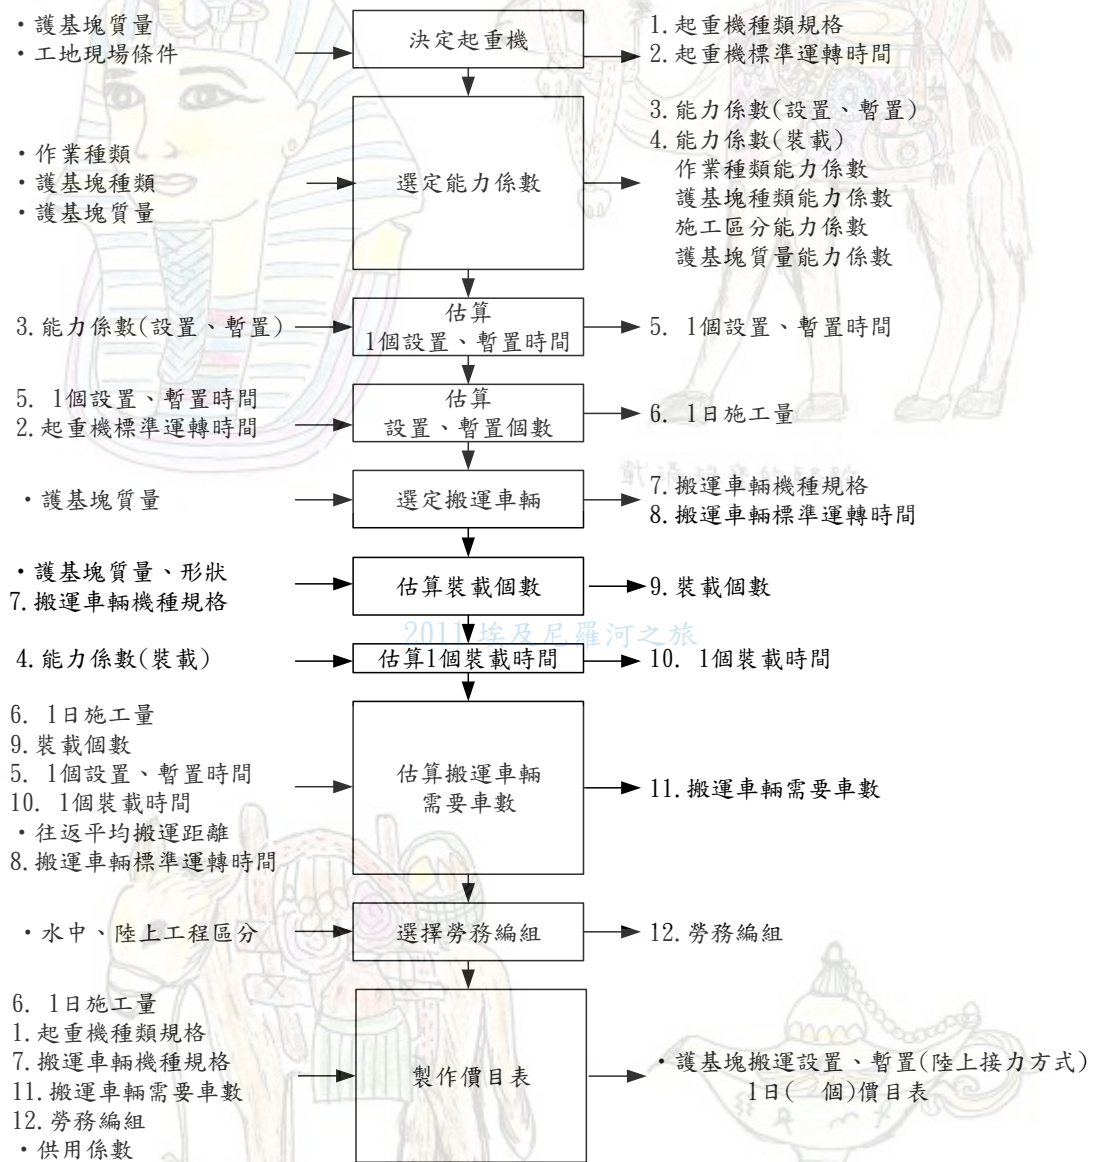 ・護基塊質量
・工地現場條件
決定起重機
1.起重機種類規格
2.起重機標準運轉時間
・作業種類
・護基塊種類
・護基塊質量
選定能力係數
3.能力係數(設置、暫置)
4.能力係數(裝載)
作業種類能力係數
護基塊種類能力係數
施工區分能力係數
護基塊質量能力係數
3.能力係數(設置、暫置)
估算
1個設置、暫置時間
5. 1個設置、暫置時間
5. 1個設置、暫置時間
2.起重機標準運轉時間
估算
設置、暫置個數
6. 1日施工量
・護基塊質量
選定搬運車輛
7.搬運車輛機種規格
8.搬運車輛標準運轉時間
・護基塊質量、形狀
7.搬運車輛機種規格
估算裝載個數
9.裝載個數
2011 埃及尼羅河之旅
4.能力係數(裝載)
估算1個裝載時間
10. 1個裝載時間
6. 1日施工量
9.裝載個數
5. 1個設置、暫置時間
10. 1個裝載時間
・往返平均搬運距離
8.搬運車輛標準運轉時間
估算搬運車輛
需要車數
11.搬運車輛需要車數
・水中、陸上工程區分
選擇勞務編組
12.勞務編組
6. 1日施工量
1.起重機種類規格
7.搬運車輛機種規格
11.搬運車輛需要車數
12.勞務編組
・供用係數
製作價目表
・護基塊搬運設置、暫置(陸上接力方式)
1日(　個)價目表